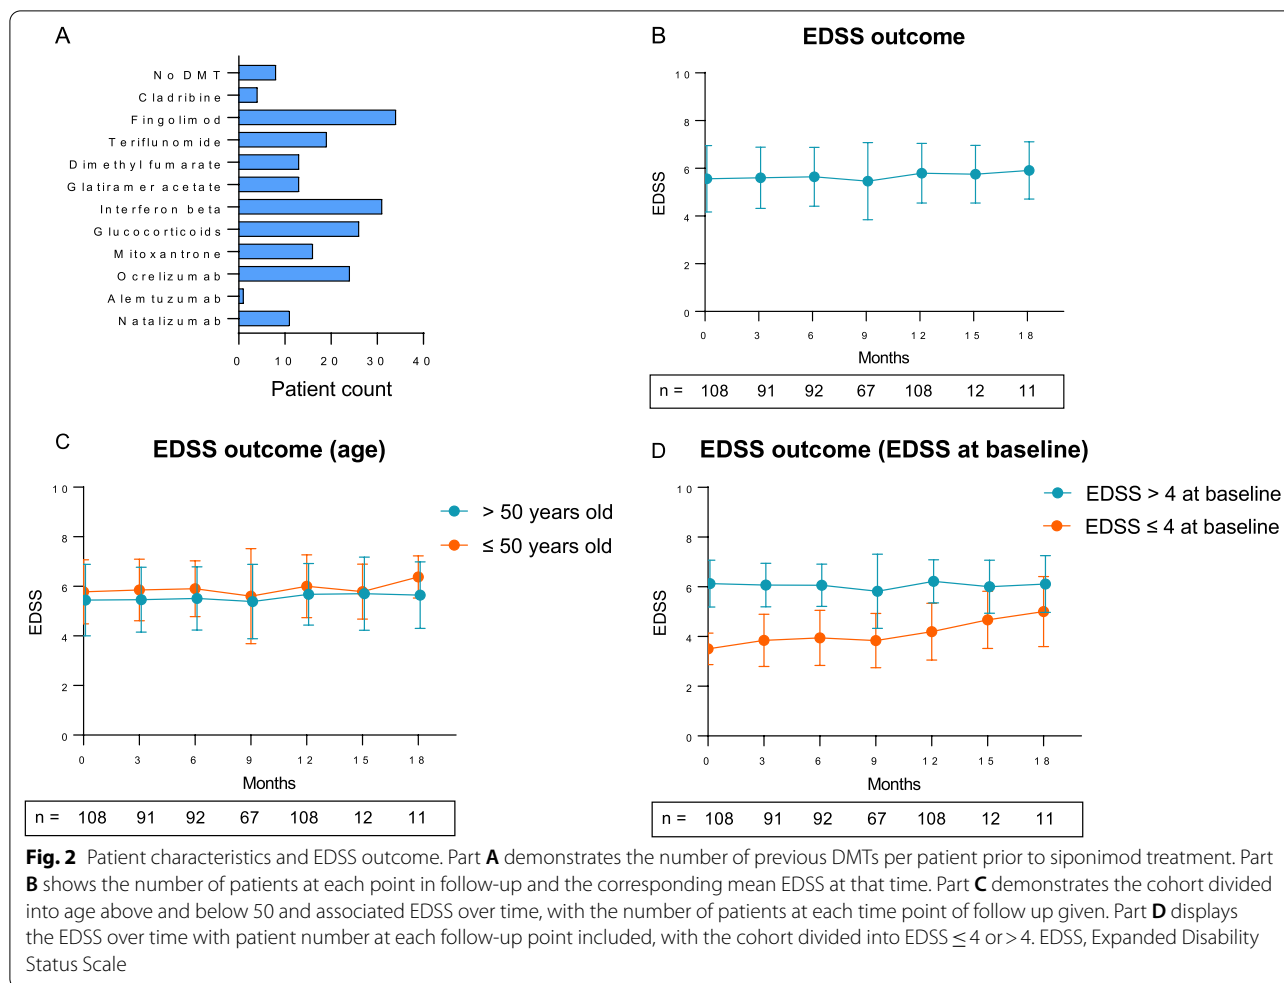 A
No DMT
Cladribine
Fingolimod
Teriflunomide
Dimethyl fumarate
Glatiramer acetate
Interferon beta
Glucocorticoids
Mitoxantrone
Ocrelizumab
Alemtuzumab
Natalizumab
0 10 20 30 40
Patient count
B
EDSS outcome
10
8
6
4
2
0
EDSS
0 3 6 9 12 15 18
Months
n = 108 91 92 67 108 12 11
C
EDSS outcome (age)
10
8
6
4
2
0
EDSS
> 50 years old
≤ 50 years old
0 3 6 9 12 15 18
Months
n = 108 91 92 67 108 12 11
D
EDSS outcome (EDSS at baseline)
10
8
6
4
2
0
EDSS
EDSS > 4 at baseline
EDSS ≤ 4 at baseline
0 3 6 9 12 15 18
Months
n = 108 91 92 67 108 12 11
Fig. 2 Patient characteristics and EDSS outcome. Part A demonstrates the number of previous DMTs per patient prior to siponimod treatment. Part
B shows the number of patients at each point in follow-up and the corresponding mean EDSS at that time. Part C demonstrates the cohort divided
into age above and below 50 and associated EDSS over time, with the number of patients at each time point of follow up given. Part D displays
the EDSS over time with patient number at each follow-up point included, with the cohort divided into EDSS ≤ 4 or > 4. EDSS, Expanded Disability
Status Scale